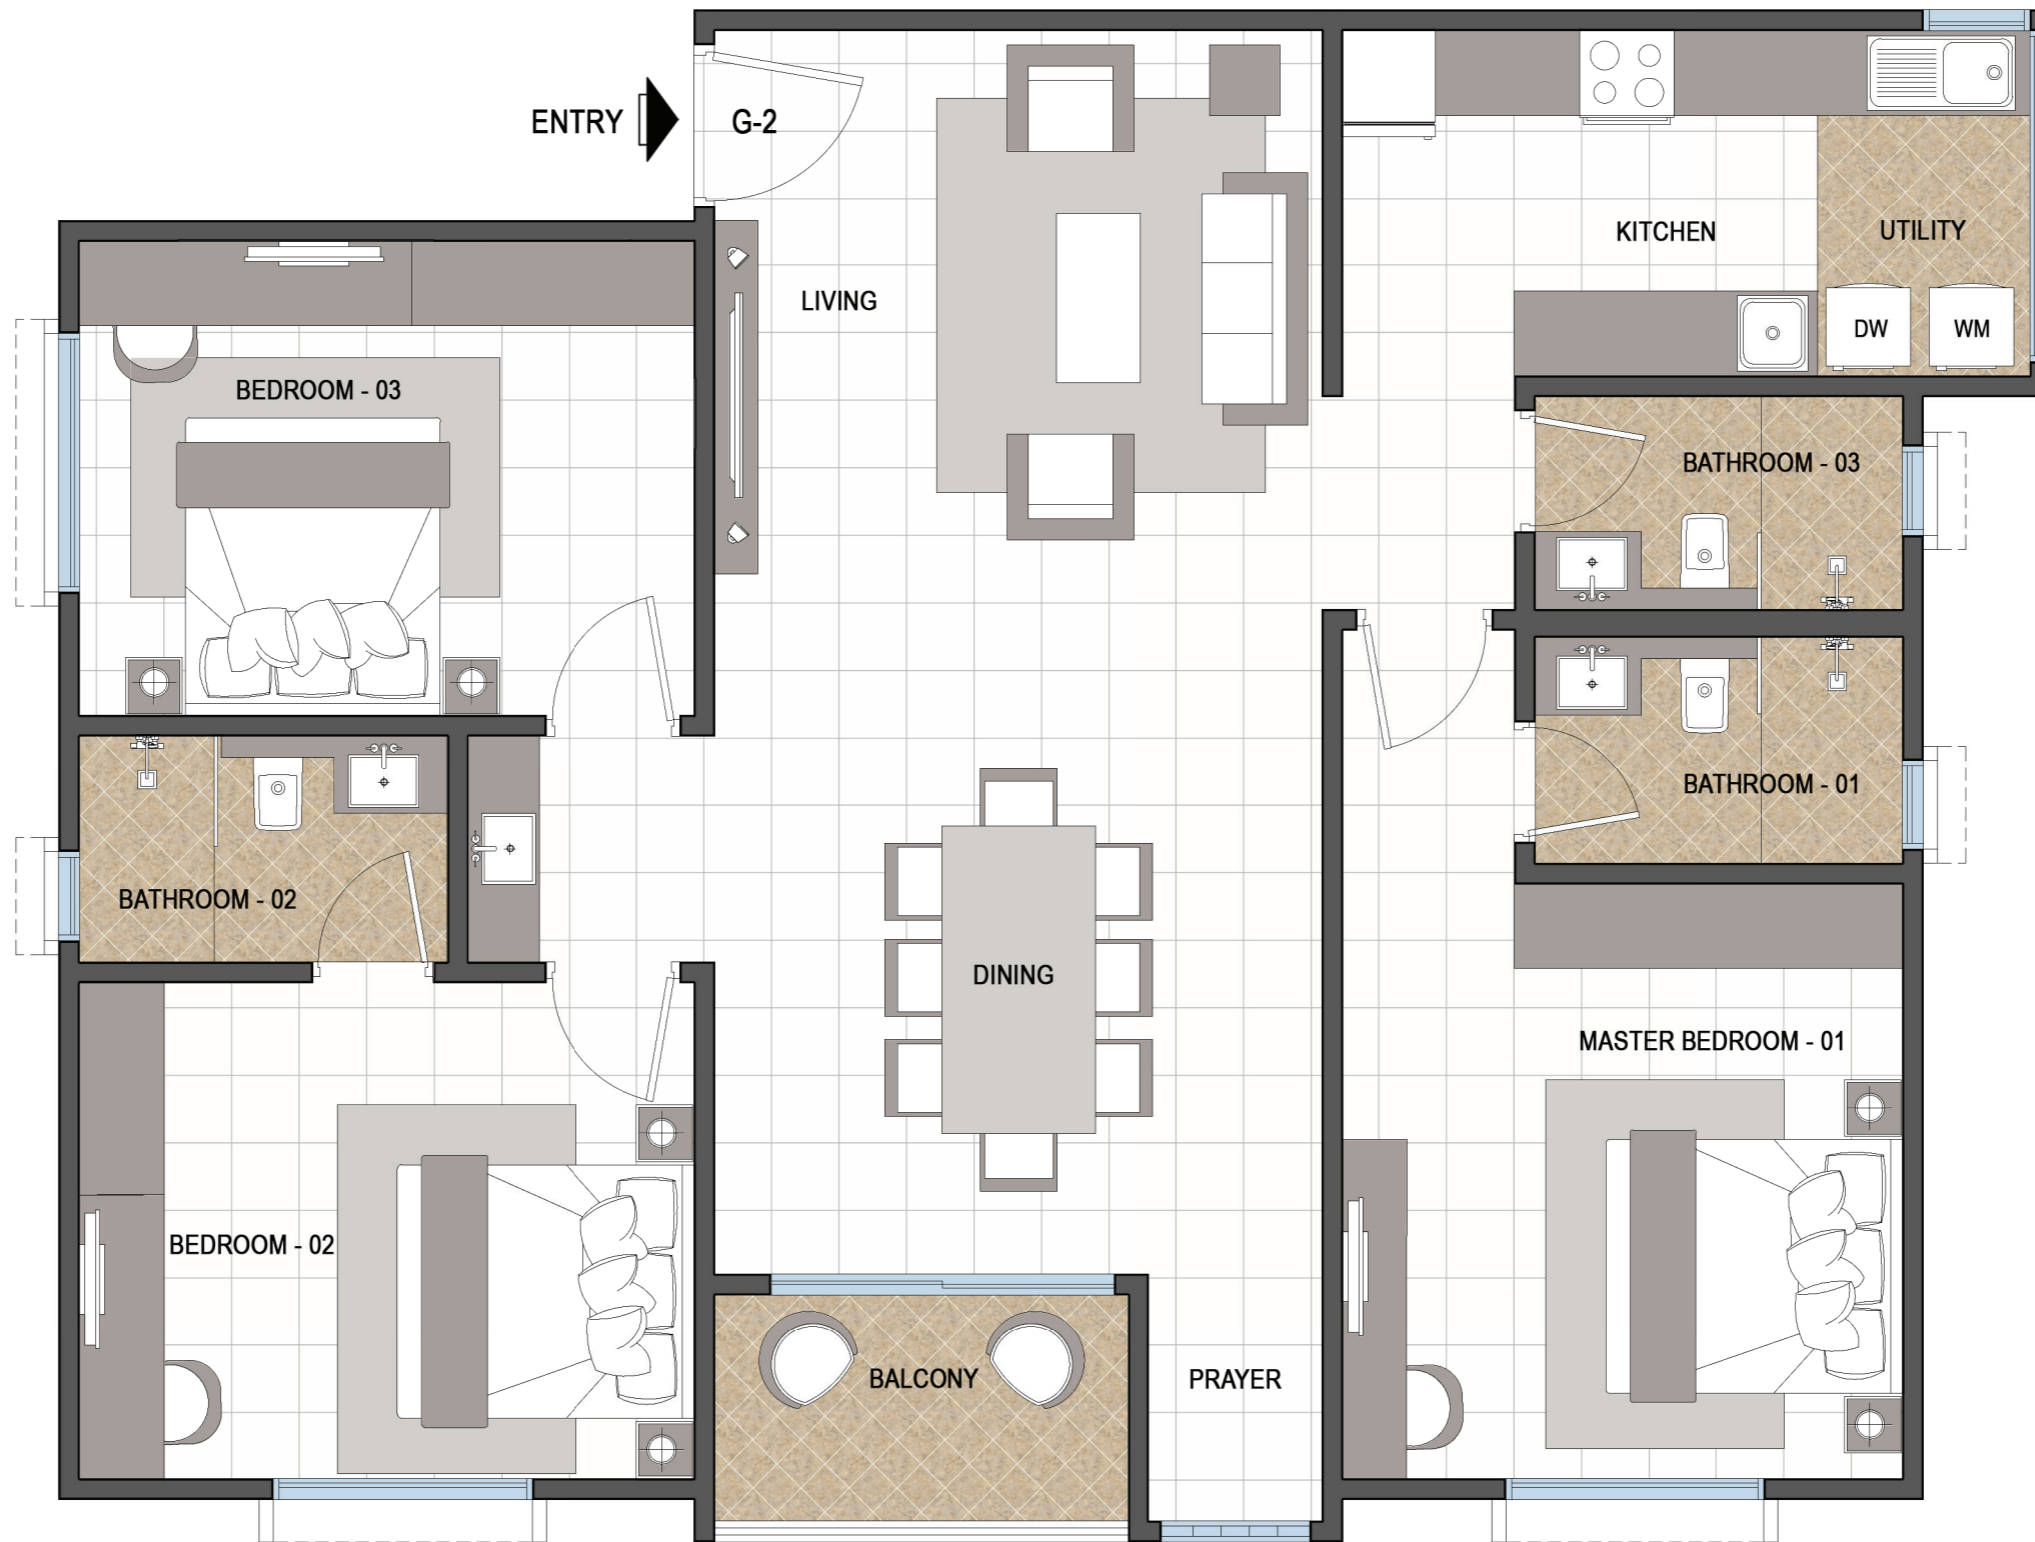 ENTRY
G-2
KITCHEN
UTILITY
LIVING
DW
WM
BEDROOM - 03
BATHROOM - 03
BATHROOM - 01
BATHROOM - 02
DINING
MASTER BEDROOM - 01
BEDROOM - 02
BALCONY
PRAYER